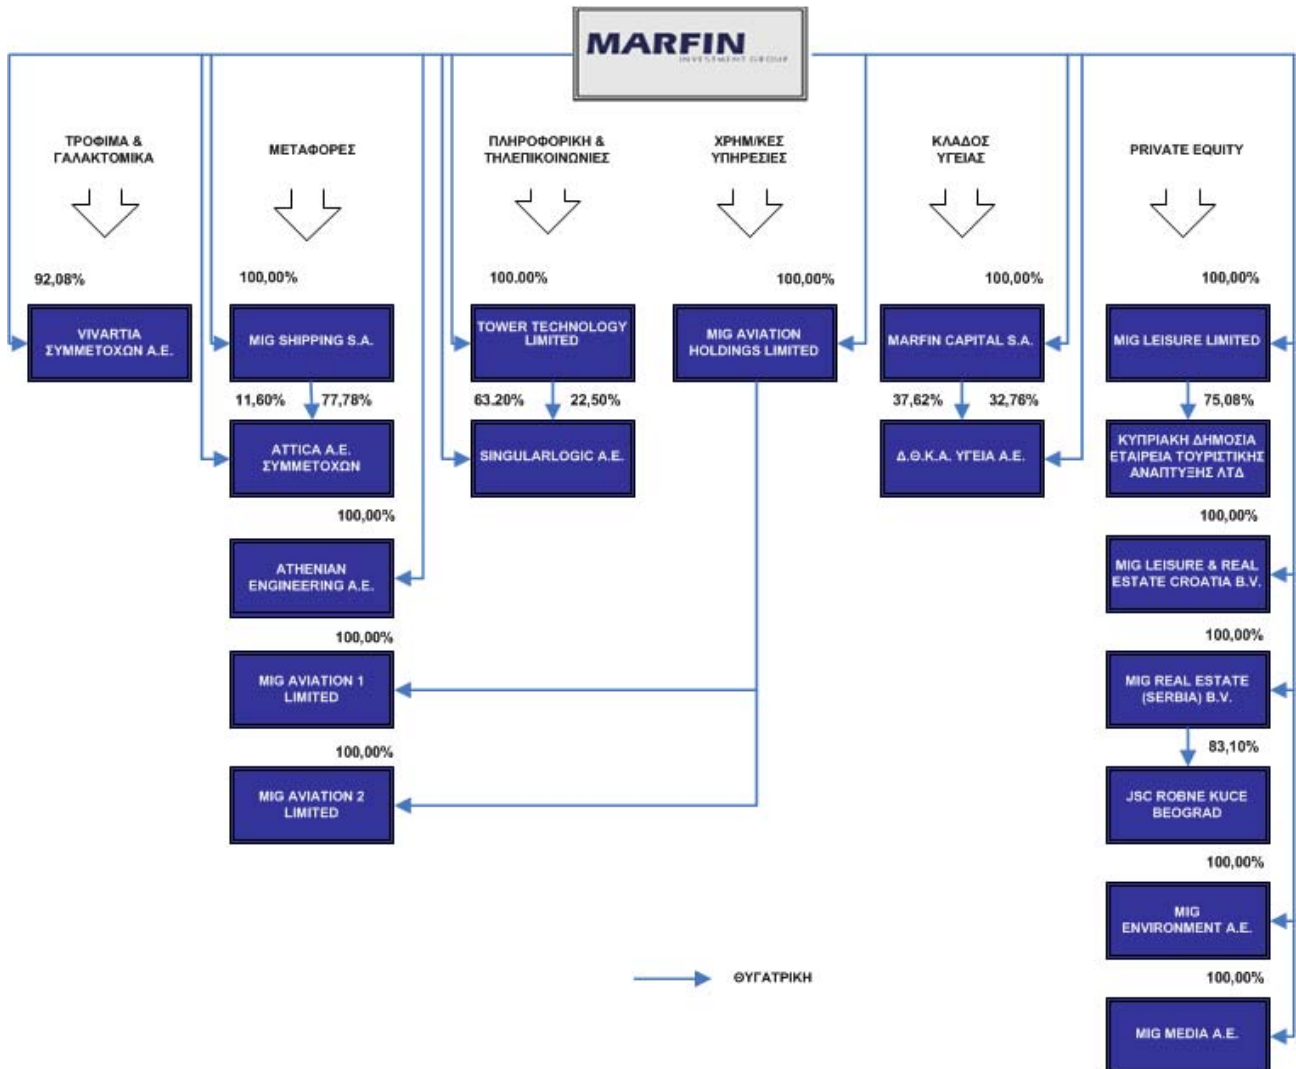 MARFIN
INVESTMENT GROUP
ΤΡΟΦΙΜΑ &
ΓΑΛΑΚΤΟΜΙΚΑ
ΜΕΤΑΦΟΡΕΣ
ΠΛΗΡΟΦΟΡΙΚΗ &
ΤΗΛΕΠΙΚΟΙΝΩΝΙΕΣ
ΧΡΗΜ/ΚΕΣ
ΥΠΗΡΕΣΙΕΣ
ΚΛΑΔΟΣ
ΥΓΕΙΑΣ
PRIVATE EQUITY
92,08%
VIVARTIA
ΣΥΜΜΕΤΟΧΩΝ Α.Ε.
100,00%
MIG SHIPPING S.A.
11,60%
77,78%
ATTICA Α.Ε.
ΣΥΜΜΕΤΟΧΩΝ
100,00%
ATHENIAN
ENGINEERING Α.Ε.
100,00%
MIG AVIATION 1
LIMITED
100,00%
MIG AVIATION 2
LIMITED
100.00%
TOWER TECHNOLOGY
LIMITED
63.20%
22,50%
SINGULARLOGIC Α.Ε.
100,00%
MIG AVIATION
HOLDINGS LIMITED
100,00%
MARFIN CAPITAL S.A.
37,62%
32,76%
Δ.Θ.Κ.Α. ΥΓΕΙΑ Α.Ε.
100,00%
MIG LEISURE LIMITED
75,08%
ΚΥΠΡΙΑΚΗ ΔΗΜΟΣΙΑ
ΕΤΑΙΡΕΙΑ ΤΟΥΡΙΣΤΙΚΗΣ
ΑΝΑΠΤΥΞΗΣ ΛΤΔ
100,00%
MIG LEISURE & REAL
ESTATE CROATIA B.V.
100,00%
MIG REAL ESTATE
(SERBIA) B.V.
83,10%
JSC ROBNE KUCE
BEOGRAD
100,00%
MIG
ENVIRONMENT Α.Ε.
100,00%
MIG MEDIA Α.Ε.
ΘΥΓΑΤΡΙΚΗ